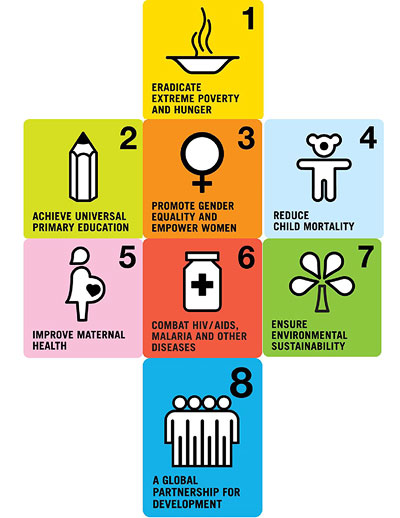 1
ERADICATE
EXTREME POVERTY
AND HUNGER
2
ACHIEVE UNIVERSAL
PRIMARY EDUCATION
3
PROMOTE GENDER
EQUALITY AND
EMPOWER WOMEN
4
REDUCE
CHILD MORTALITY
5
IMPROVE MATERNAL
HEALTH
6
COMBAT HIV/AIDS,
MALARIA AND OTHER
DISEASES
7
ENSURE
ENVIRONMENTAL
SUSTAINABILITY
8
A GLOBAL
PARTNERSHIP FOR
DEVELOPMENT